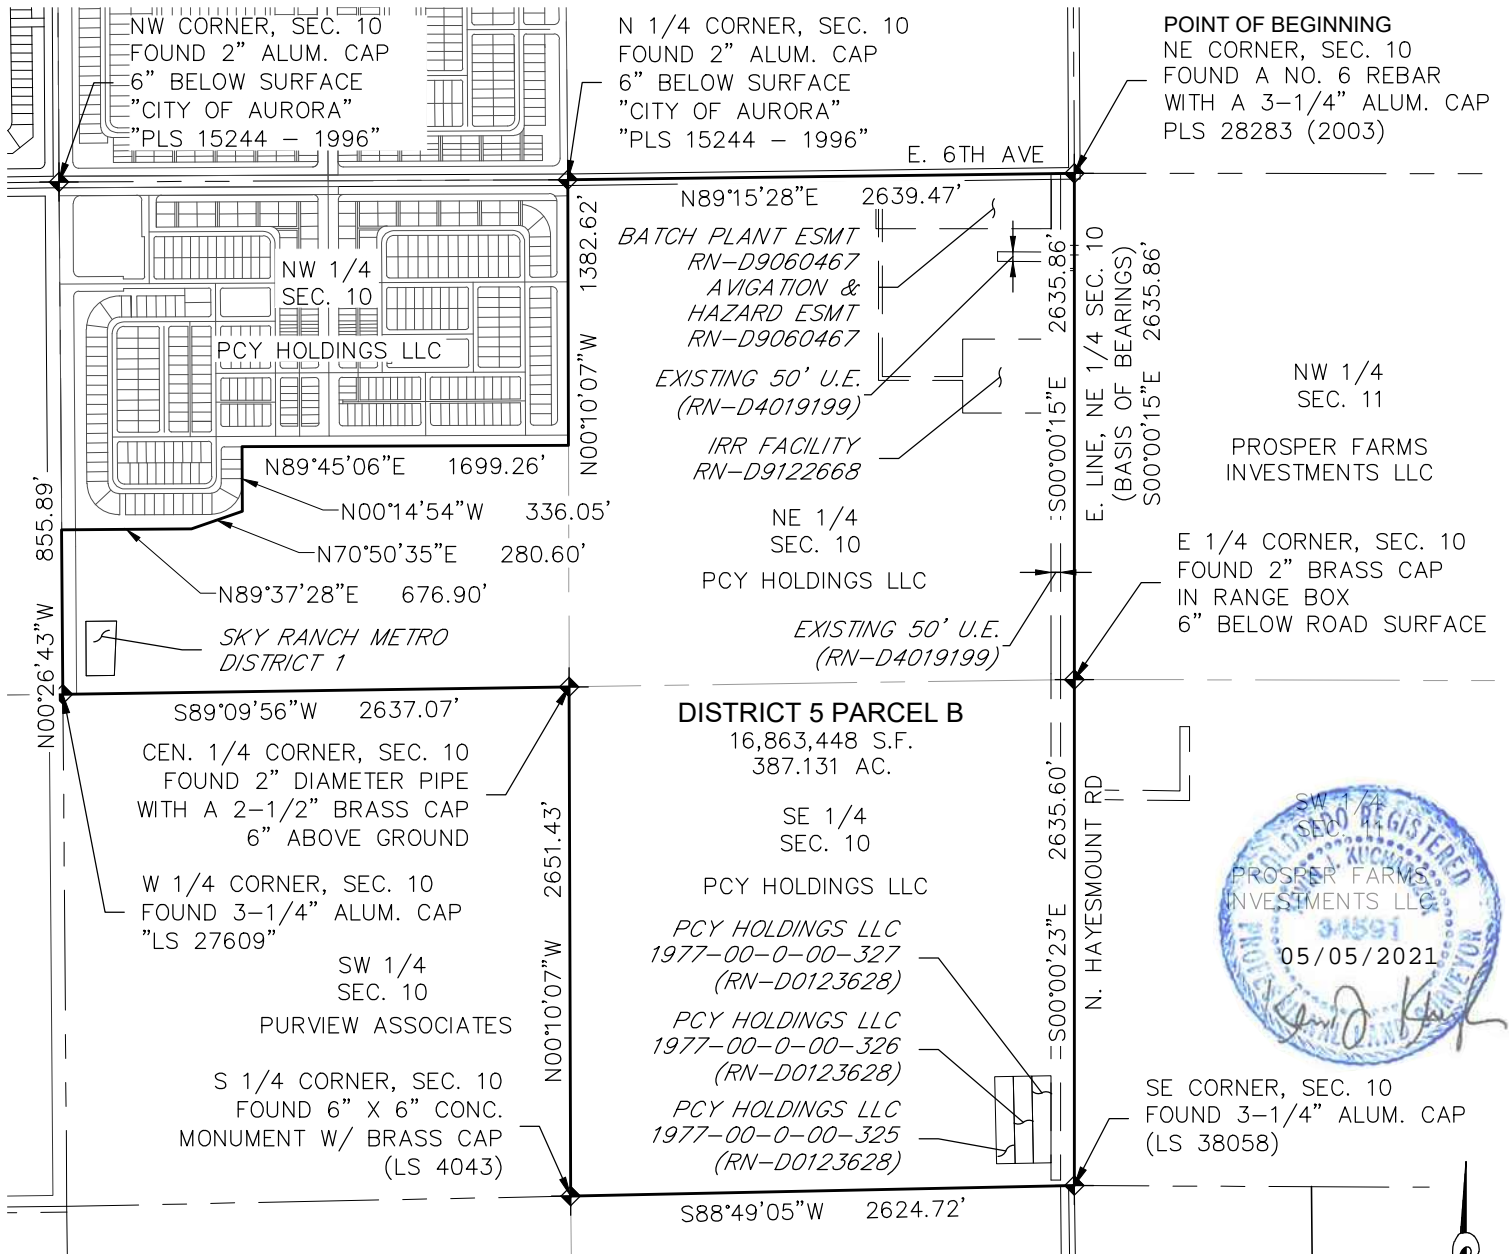 NW CORNER, SEC. 10
FOUND 2" ALUM. CAP
6" BELOW SURFACE
"CITY OF AURORA"
"PLS 15244 – 1996"
N 1/4 CORNER, SEC. 10
FOUND 2" ALUM. CAP
6" BELOW SURFACE
"CITY OF AURORA"
"PLS 15244 – 1996"
POINT OF BEGINNING
NE CORNER, SEC. 10
FOUND A NO. 6 REBAR
WITH A 3–1/4" ALUM. CAP
PLS 28283 (2003)
E. 6TH AVE
N89°15'28"E 2639.47'
BATCH PLANT ESMT
RN–D9060467
AVIGATION &
HAZARD ESMT
RN–D9060467
EXISTING 50' U.E.
(RN–D4019199)
IRR FACILITY
RN–D9122668
NE 1/4
SEC. 10
PCY HOLDINGS LLC
EXISTING 50' U.E.
(RN–D4019199)
NW 1/4
SEC. 10
PCY HOLDINGS LLC
N00°10'07"W 1382.62'
S00°00'15"E 2635.86'
E. LINE, NE 1/4 SEC. 10
(BASIS OF BEARINGS)
S00°00'15"E 2635.86'
NW 1/4
SEC. 11
PROSPER FARMS
INVESTMENTS LLC
E 1/4 CORNER, SEC. 10
FOUND 2" BRASS CAP
IN RANGE BOX
6" BELOW ROAD SURFACE
N89°45'06"E 1699.26'
N00°14'54"W 336.05'
N70°50'35"E 280.60'
N89°37'28"E 676.90'
SKY RANCH METRO
DISTRICT 1
N00°26'43"W 855.89'
S89°09'56"W 2637.07'
CEN. 1/4 CORNER, SEC. 10
FOUND 2" DIAMETER PIPE
WITH A 2–1/2" BRASS CAP
6" ABOVE GROUND
W 1/4 CORNER, SEC. 10
FOUND 3–1/4" ALUM. CAP
"LS 27609"
SW 1/4
SEC. 10
PURVIEW ASSOCIATES
S 1/4 CORNER, SEC. 10
FOUND 6" X 6" CONC.
MONUMENT W/ BRASS CAP
(LS 4043)
N00°10'07"W 2651.43'
DISTRICT 5 PARCEL B
16,863,448 S.F.
387.131 AC.
SE 1/4
SEC. 10
PCY HOLDINGS LLC
PCY HOLDINGS LLC
1977–00–0–00–327
(RN–D0123628)
PCY HOLDINGS LLC
1977–00–0–00–326
(RN–D0123628)
PCY HOLDINGS LLC
1977–00–0–00–325
(RN–D0123628)
S00°00'23"E 2635.60'
N. HAYESMOUNT RD
SW 1/4
SEC. 11
PROSPER FARMS
INVESTMENTS LLC
COLORADO REGISTERED
PROFESSIONAL LAND SURVEYOR
34591
05/05/2021
SE CORNER, SEC. 10
FOUND 3–1/4" ALUM. CAP
(LS 38058)
S88°49'05"W 2624.72'